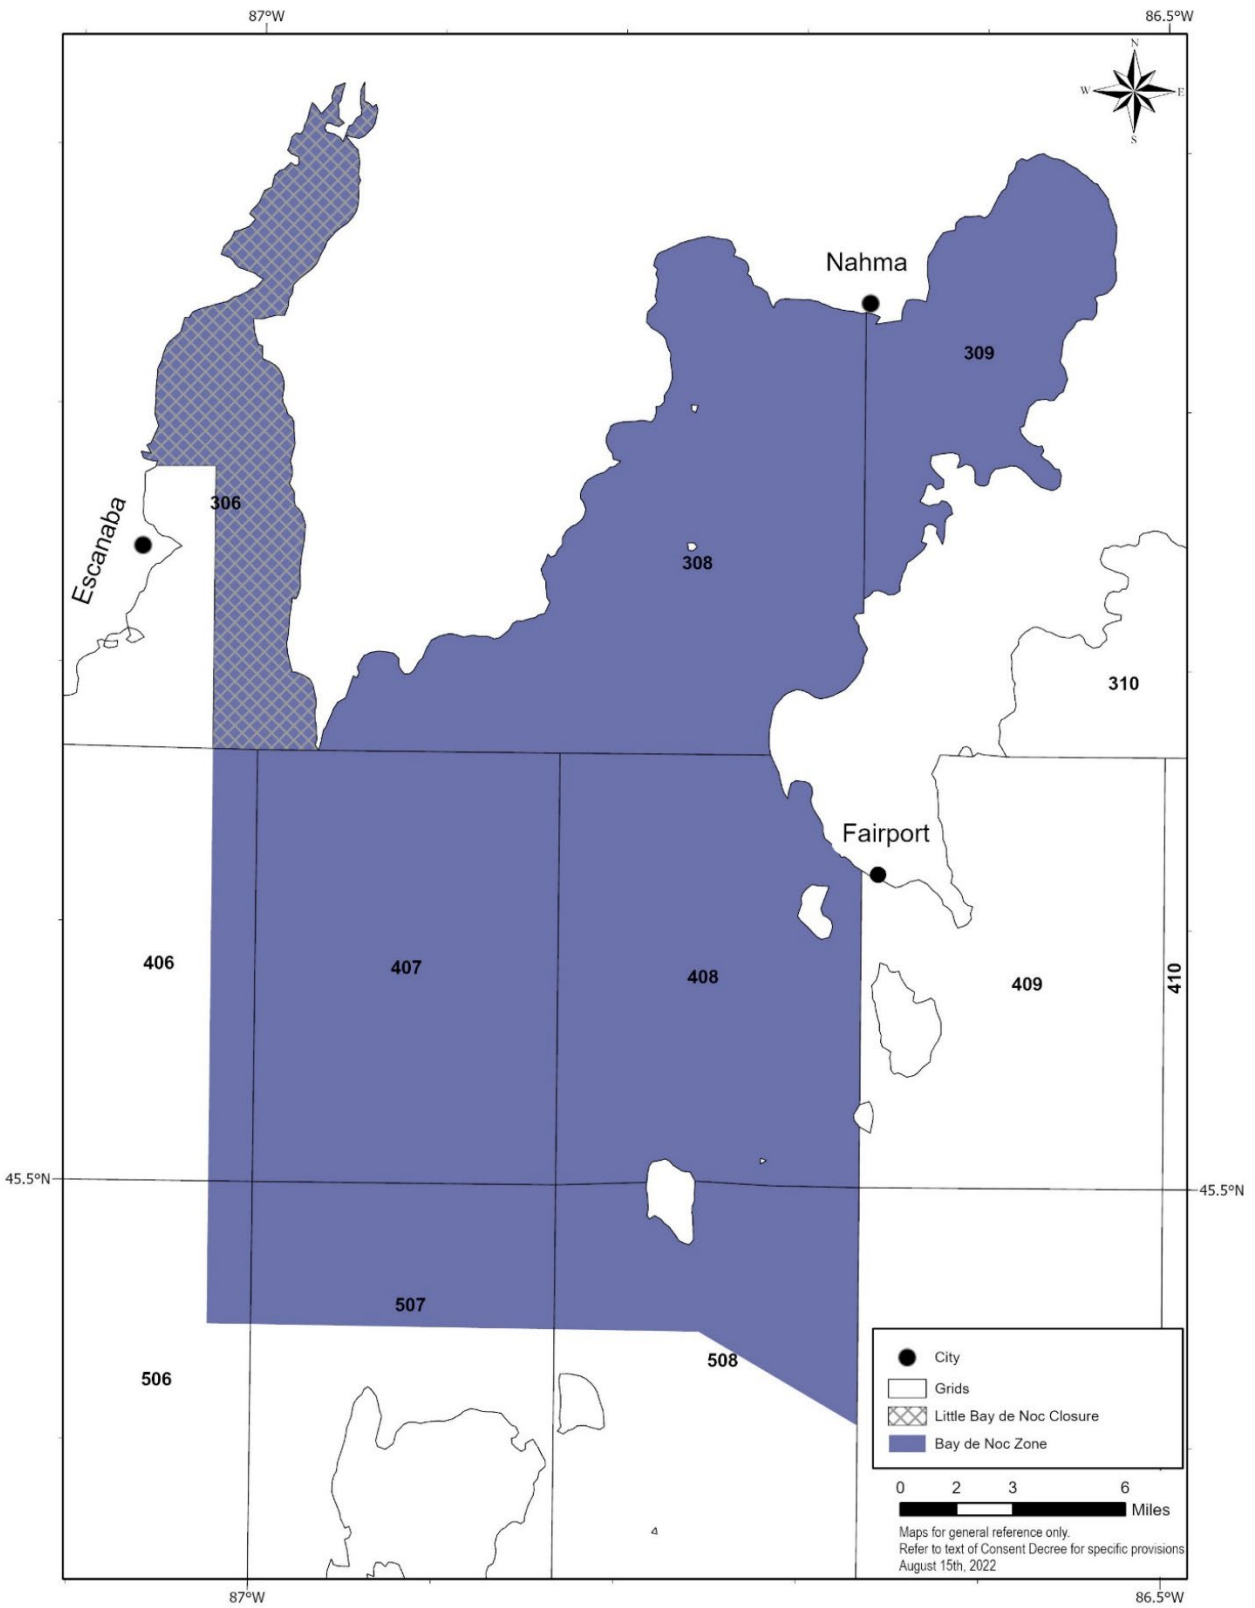 87°W
86.5°W
N
W
E
S
Nahma
309
306
Escanaba
308
310
Fairport
406
407
408
409
410
45.5°N
45.5°N
507
508
506
City
Grids
Little Bay de Noc Closure
Bay de Noc Zone
0 2 3 6
Miles
Maps for general reference only.
Refer to text of Consent Decree for specific provisions
August 15th, 2022
87°W
86.5°W